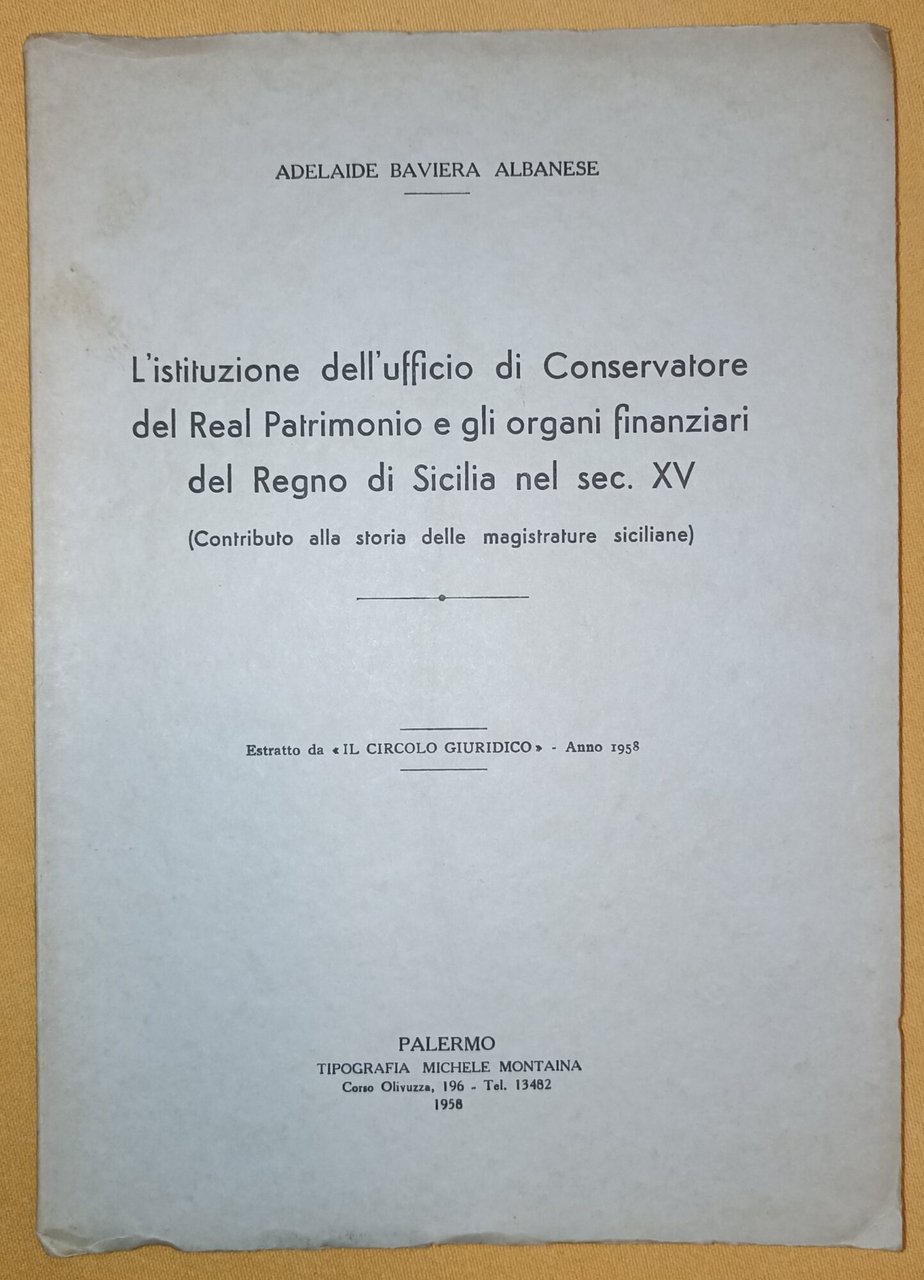 ADELAIDE BAVIERA ALBANESE
L'istituzione dell'ufficio di Conservatore
del Real Patrimonio e gli organi finanziari
del Regno di Sicilia nel sec. XV
(Contributo alla storia delle magistrature siciliane)
Estratto da « IL CIRCOLO GIURIDICO » - Anno 1958
PALERMO
TIPOGRAFIA MICHELE MONTAINA
Corso Olivuzza, 196 - Tel. 13482
1958